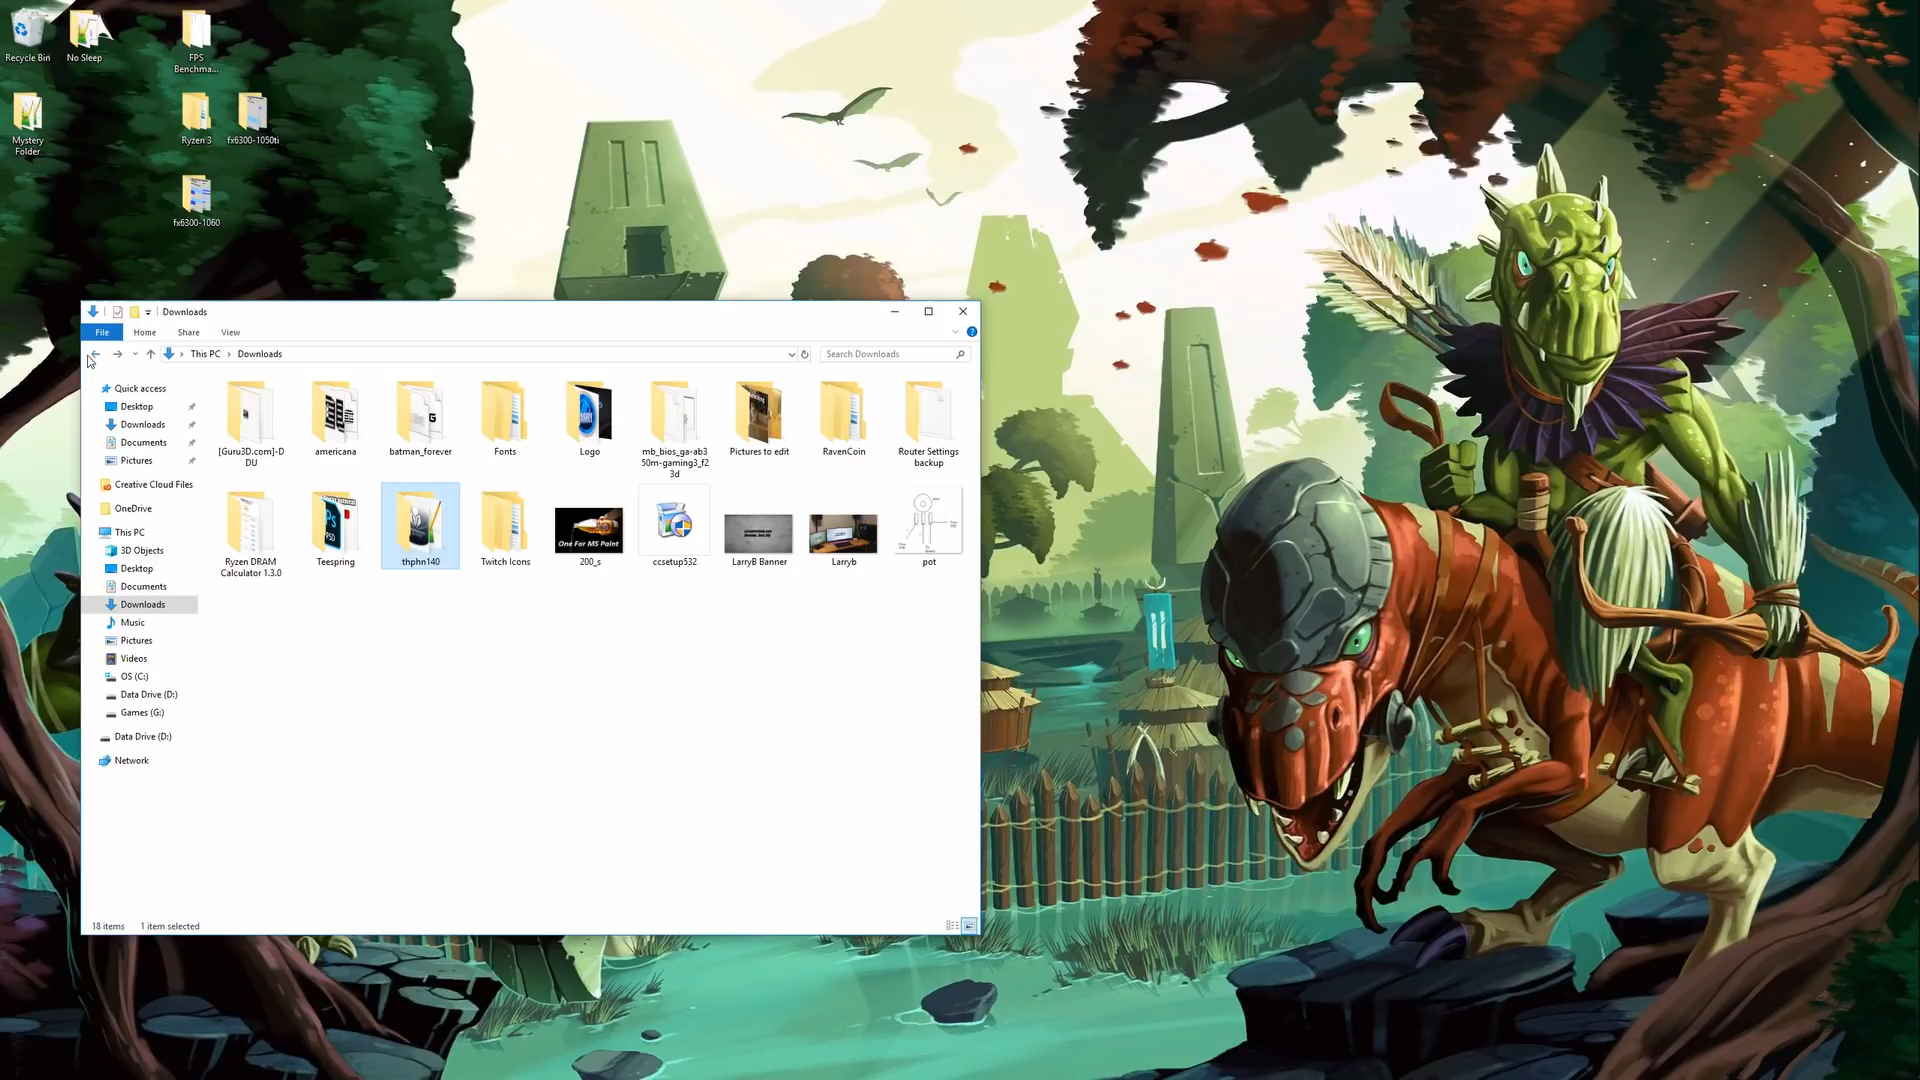 Recycle Bin
No Sleep
FPS
Benchma...
Mystery
Folder
Ryzen 3
fx6300-1050ti
fx6300-1060
Downloads
File
Home
Share
View
This PC
Downloads
Search Downloads
Quick access
Desktop
Downloads
Documents
Pictures
Creative Cloud Files
OneDrive
This PC
3D Objects
Desktop
Documents
Downloads
Music
Pictures
Videos
OS (C:)
Data Drive (D:)
Games (G:)
Data Drive (D:)
Network
[Guru3D.com]-D
DU
americana
batman_forever
Fonts
Logo
mb_bios_ga-ab3
50m-gaming3_f2
3d
Pictures to edit
RavenCoin
Router Settings
backup
Ryzen DRAM
Calculator 1.3.0
Teespring
thphn140
Twitch Icons
One For MS Paint
200_s
ccsetup532
LarryB Banner
Larryb
pot
18 items
1 item selected